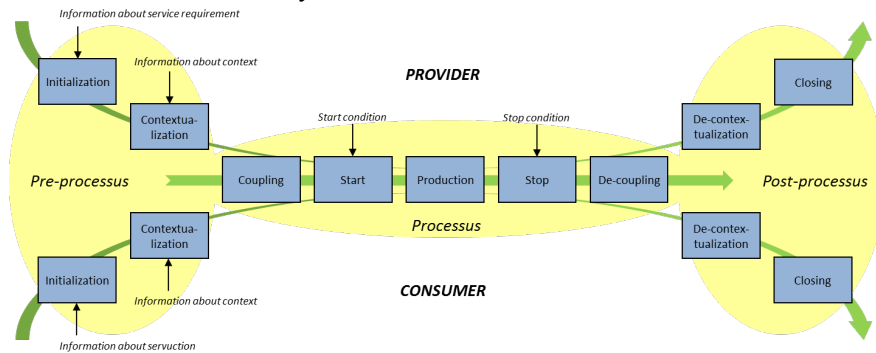 Information about service requirement
Initialization
Information about context
Contextua-
lization
PROVIDER
Start condition
Stop condition
De-contex-
tualization
Closing
Pre-processus
Coupling
Start
Production
Stop
De-coupling
Post-processus
Processus
Contextua-
lization
Initialization
Information about context
CONSUMER
De-contex-
tualization
Closing
Information about servuction